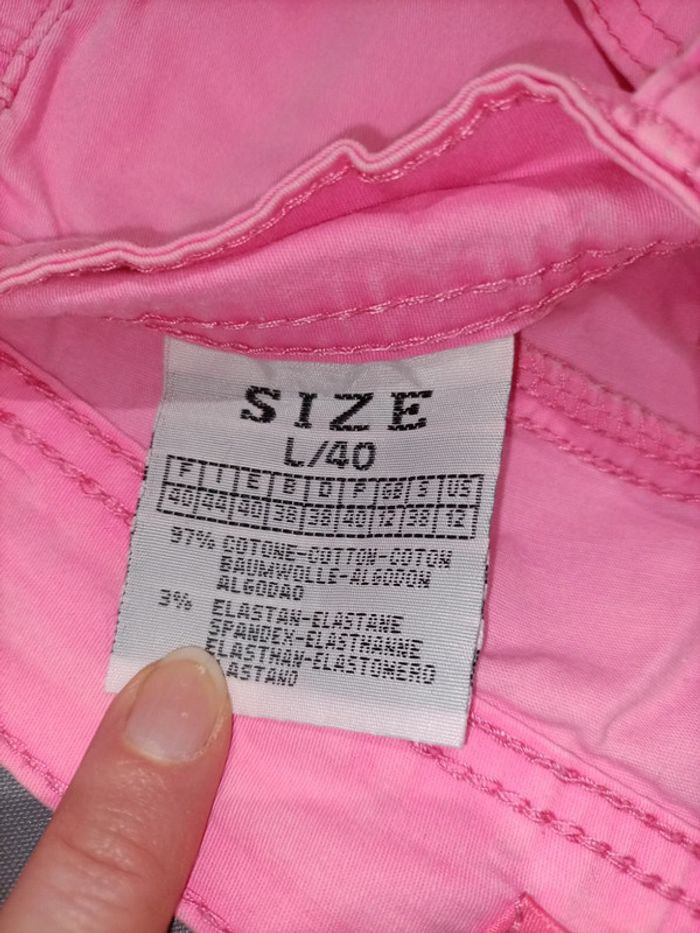 SIZE
L/40
F I E B D P GB S US
40 44 40 38 38 40 12 38 12
97% COTONE-COTTON-COTON
BAUMWOLLE-ALGODON
ALGODAO
3% ELASTAN-ELASTANE
SPANDEX-ELASTHANNE
ELASTHAN-ELASTOMERO
LASTANO